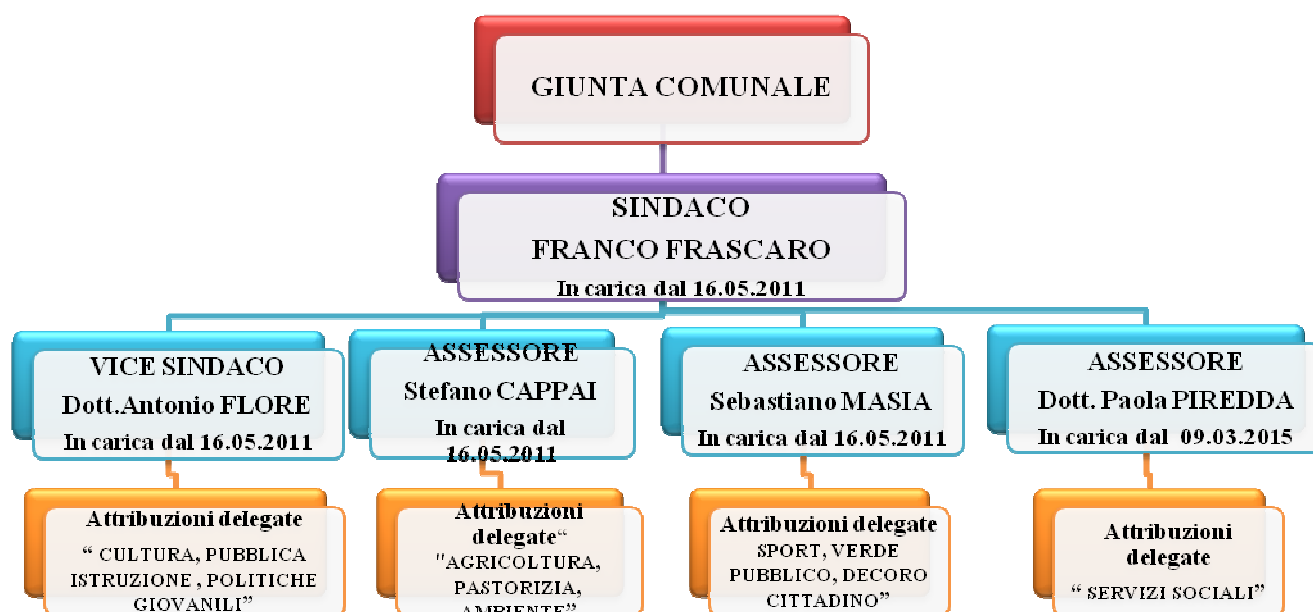 GIUNTA COMUNALE
SINDACO
FRANCO FRASCARO
In carica dal 16.05.2011
VICE SINDACO
Dott.Antonio FLORE
In carica dal 16.05.2011
ASSESSORE
Stefano CAPPAI
In carica dal
16.05.2011
ASSESSORE
Sebastiano MASIA
In carica dal 16.05.2011
ASSESSORE
Dott. Paola PIREDDA
In carica dal 09.03.2015
Attribuzioni delegate
“ CULTURA, PUBBLICA
ISTRUZIONE , POLITICHE
GIOVANILI”
Attribuzioni
delegate“
"AGRICOLTURA,
PASTORIZIA,
AMBIENTE”
Attribuzioni delegate
SPORT, VERDE
PUBBLICO, DECORO
CITTADINO”
Attribuzioni
delegate
“ SERVIZI SOCIALI”